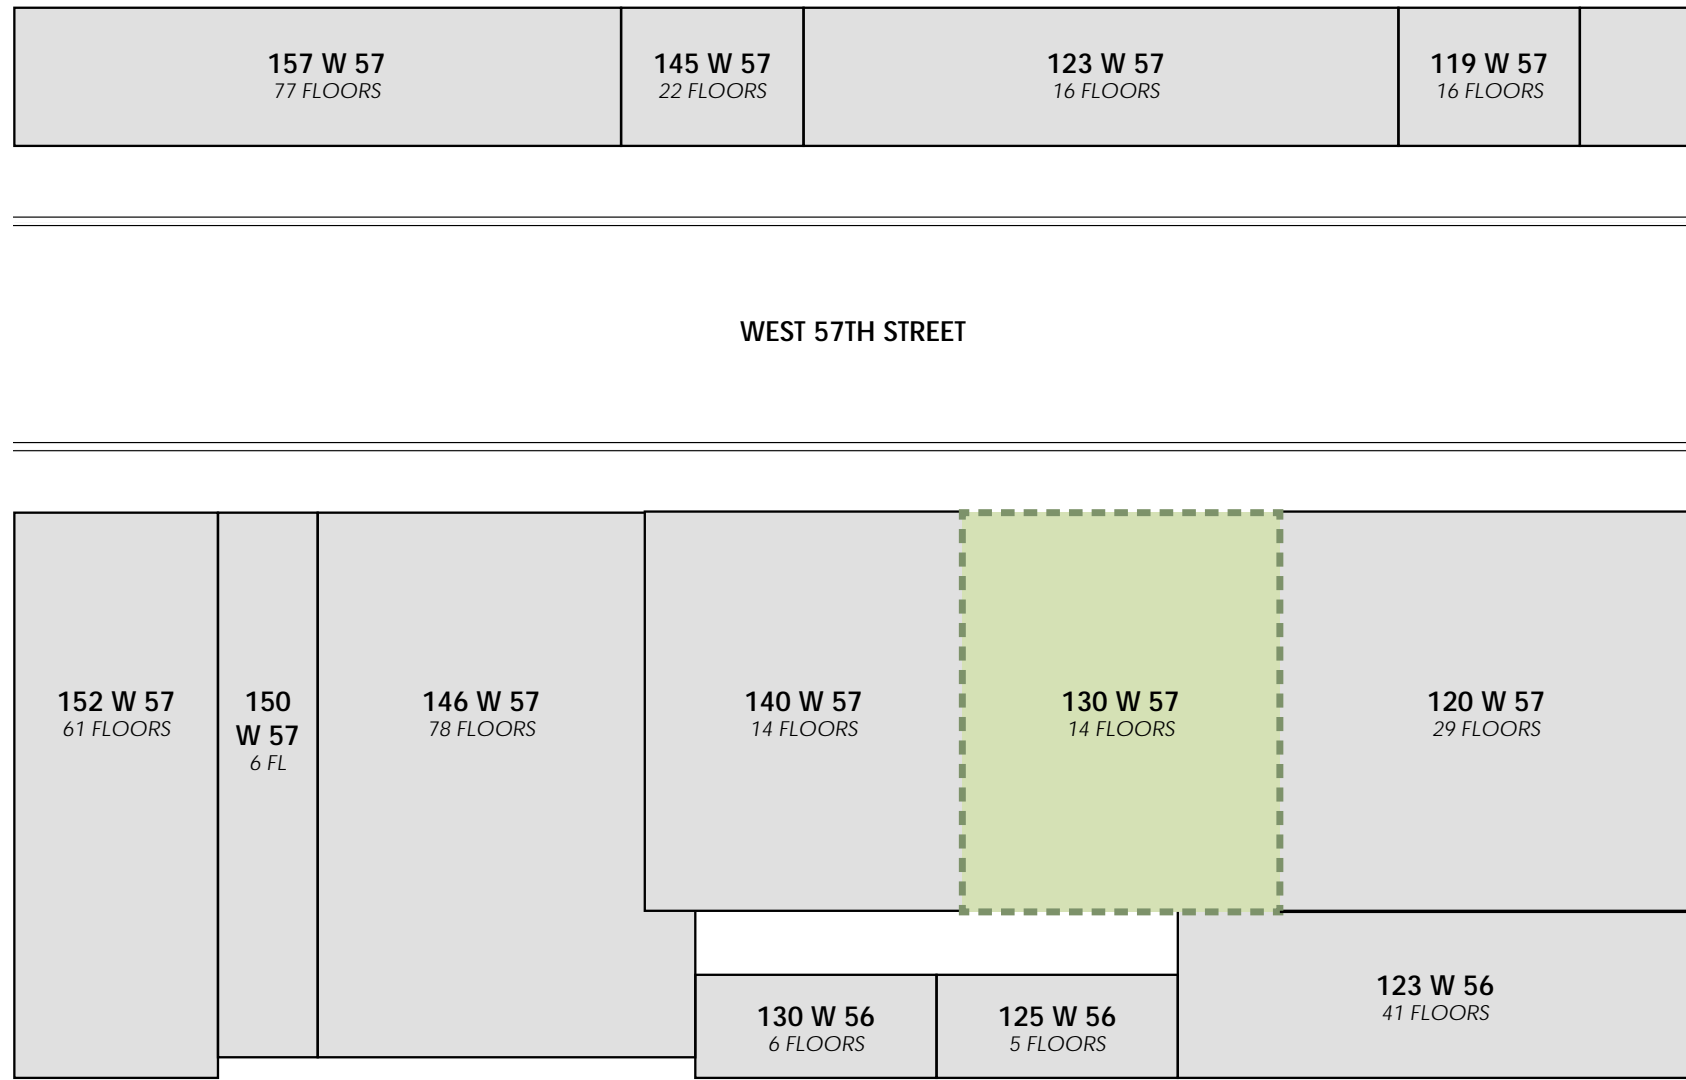 157 W 57
77 FLOORS
145 W 57
22 FLOORS
123 W 57
16 FLOORS
119 W 57
16 FLOORS
WEST 57TH STREET
152 W 57
61 FLOORS
150
W 57
6 FL
146 W 57
78 FLOORS
140 W 57
14 FLOORS
130 W 57
14 FLOORS
120 W 57
29 FLOORS
130 W 56
6 FLOORS
125 W 56
5 FLOORS
123 W 56
41 FLOORS